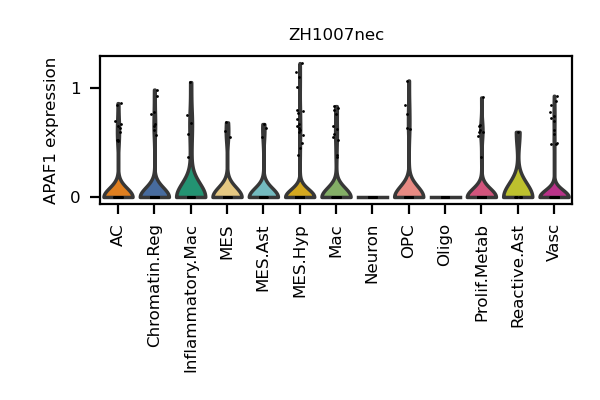 ZH1007nec
APAF1 expression
1
0
AC
Chromatin.Reg
Inflammatory.Mac
MES
MES.Ast
MES.Hyp
Mac
Neuron
OPC
Oligo
Prolif.Metab
Reactive.Ast
Vasc